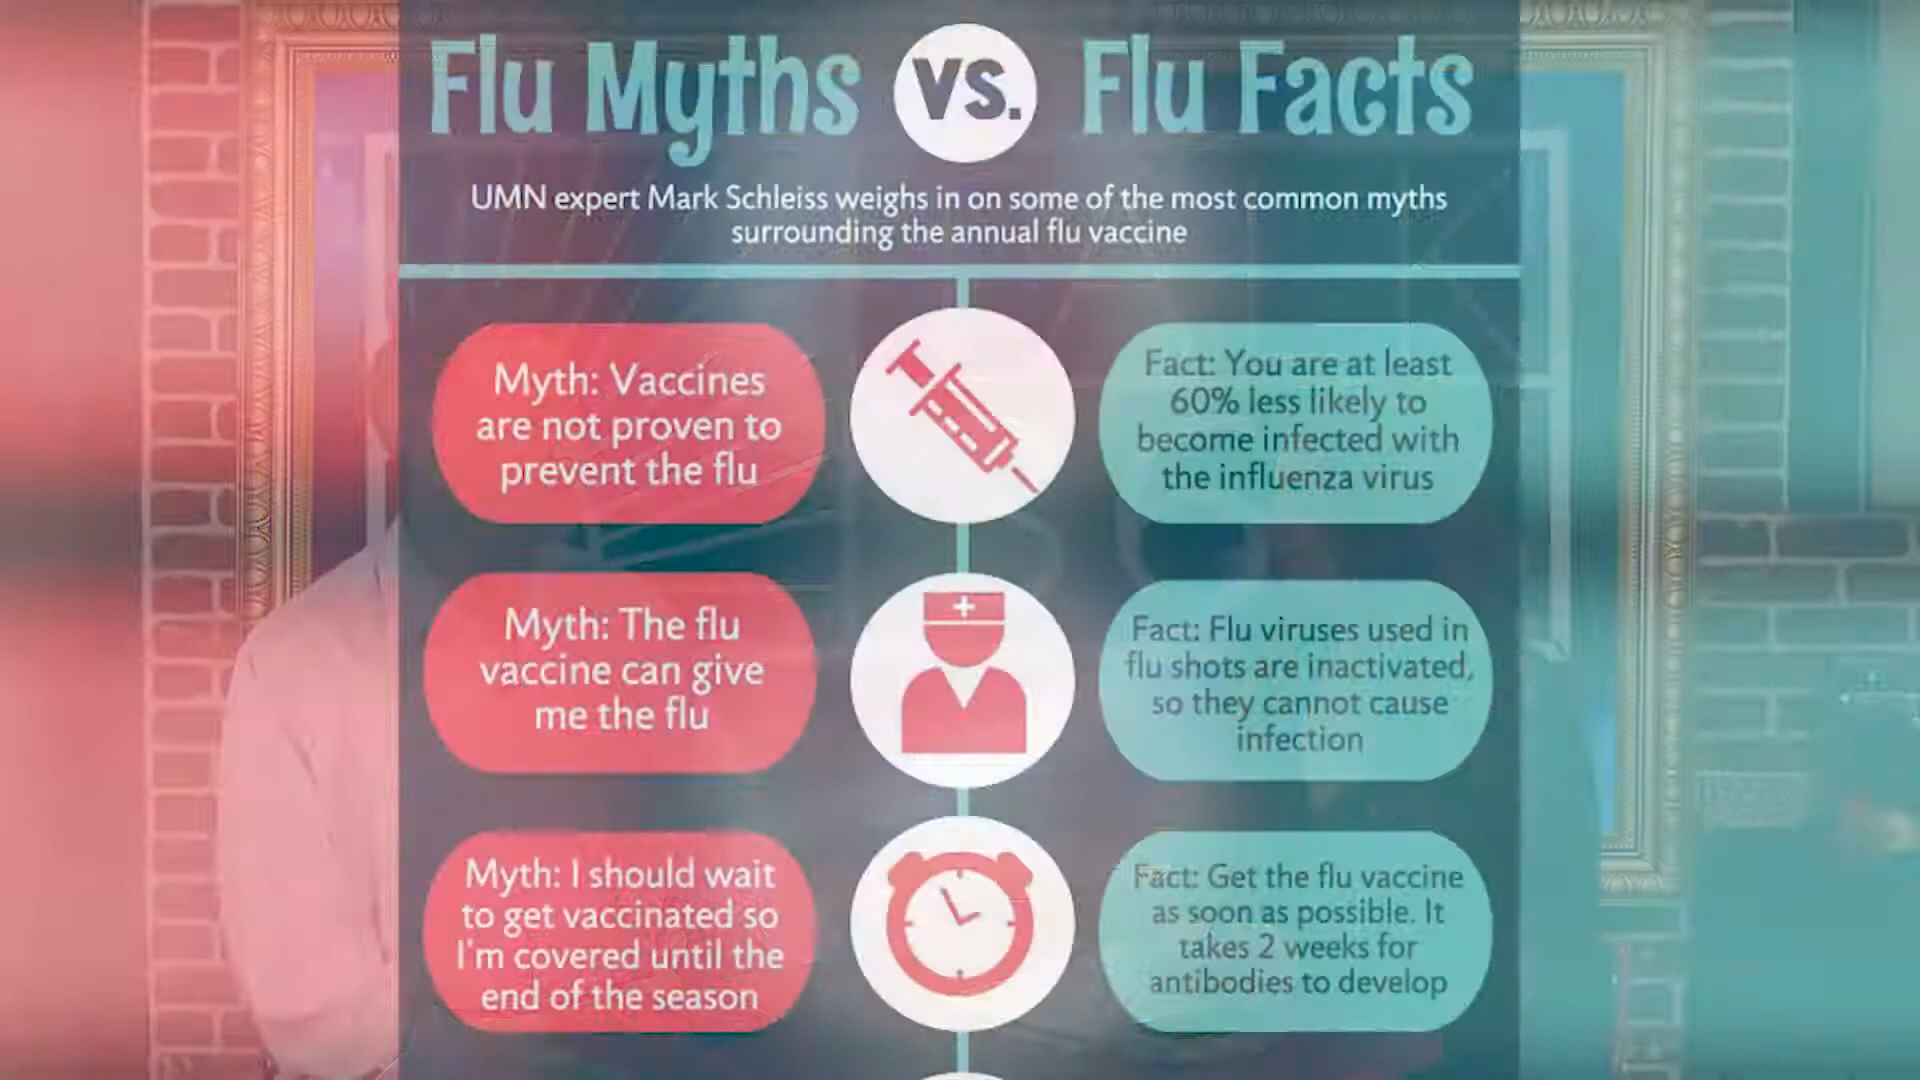 Flu Myths VS. Flu Facts
UMN expert Mark Schleiss weighs in on some of the most common myths
surrounding the annual flu vaccine
Myth: Vaccines
are not proven to
prevent the flu
Fact: You are at least
60% less likely to
become infected with
the influenza virus
Myth: The flu
vaccine can give
me the flu
Fact: Flu viruses used in
flu shots are inactivated,
so they cannot cause
infection
Myth: I should wait
to get vaccinated so
I'm covered until the
end of the season
Fact: Get the flu vaccine
as soon as possible. It
takes 2 weeks for
antibodies to develop